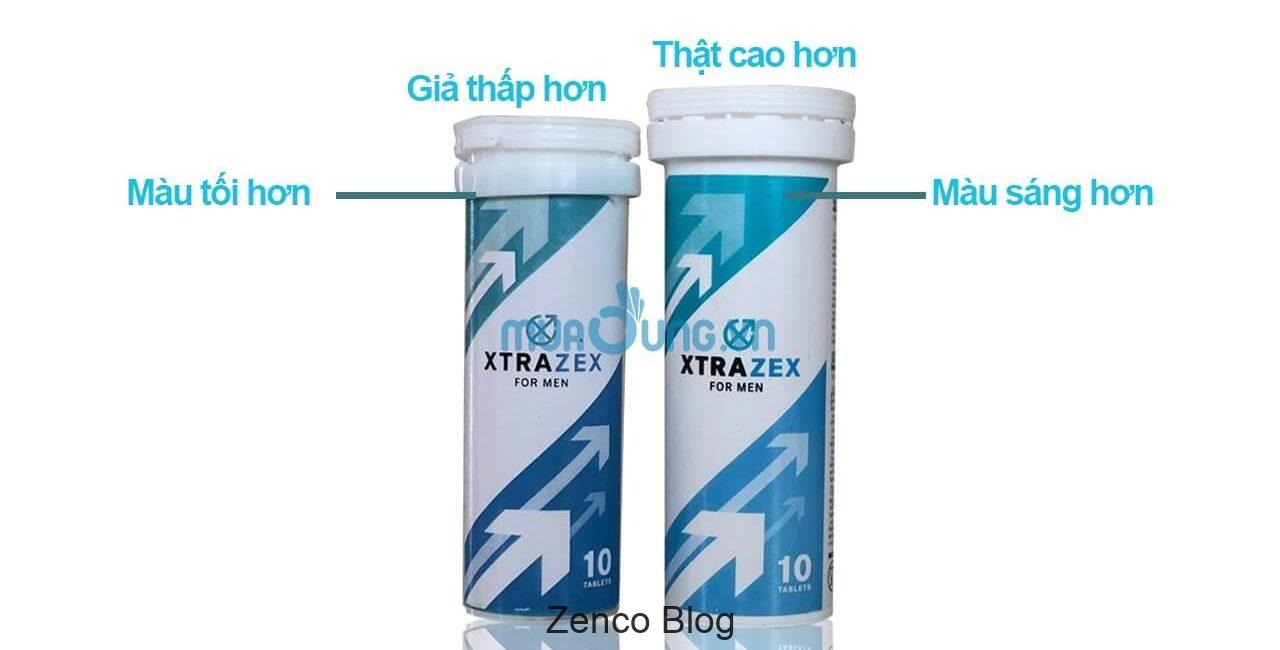 Thật cao hơn
Giả thấp hơn
Màu tối hơn
Màu sáng hơn
muaDung.vn
XTRAZEX
FOR MEN
XTRAZEX
FOR MEN
10
TABLETS
10
TABLETS
Zenco Blog